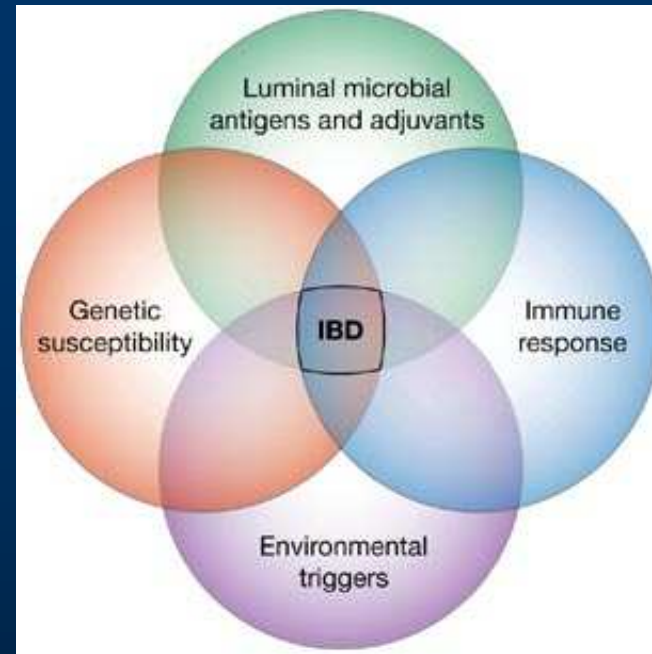 Luminal microbial
antigens and adjuvants
Genetic
susceptibility
IBD
Immune
response
Environmental
triggers